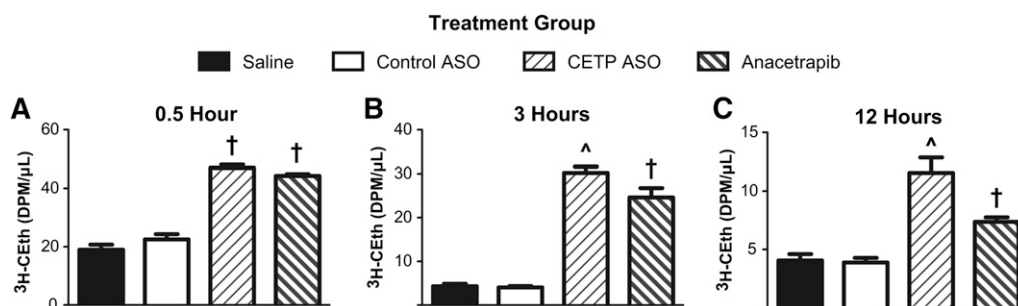 Treatment Group
Saline Control ASO CETP ASO Anacetrapib
A 0.5 Hour
³H-CEth (DPM/µL)
60
40
20
0
† †
B 3 Hours
³H-CEth (DPM/µL)
40
30
20
10
^ †
C 12 Hours
³H-CEth (DPM/µL)
15
10
5
^ †